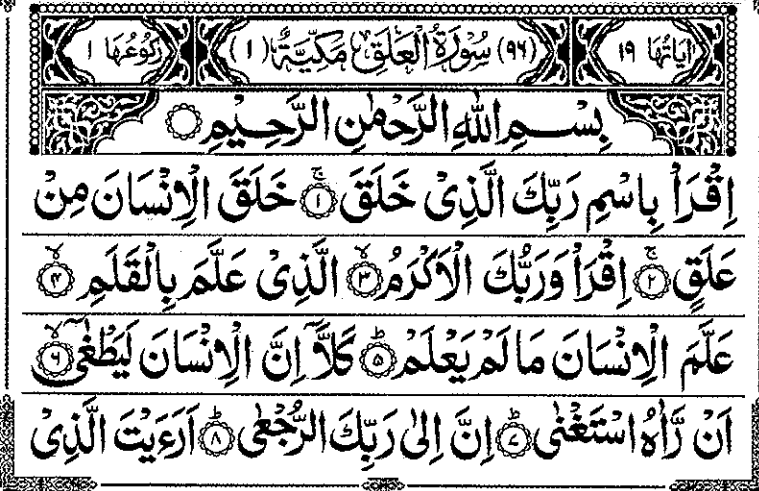 اٰيَاتُهَا ١٩ (٩٦) سُوْرَةُ الْعَلَقِ مَكِّيَّةٌ (١) رُكُوْعُهَا ١
بِسْمِ اللّٰهِ الرَّحْمٰنِ الرَّحِيْمِ ۝
اِقْرَاْ بِاسْمِ رَبِّكَ الَّذِىْ خَلَقَ ۚ‏﴿١﴾ خَلَقَ الْاِنْسَانَ مِنْ
عَلَقٍ ۚ‏﴿٢﴾ اِقْرَاْ وَرَبُّكَ الْاَكْرَمُ ۙ‏﴿٣﴾ الَّذِىْ عَلَّمَ بِالْقَلَمِ ۙ‏﴿٤﴾
عَلَّمَ الْاِنْسَانَ مَا لَمْ يَعْلَمْ ؕ‏﴿٥﴾ كَلَّاۤ اِنَّ الْاِنْسَانَ لَيَطْغٰٓى ۙ‏﴿٦﴾
اَنْ رَّاٰهُ اسْتَغْنٰى ؕ‏﴿٧﴾ اِنَّ اِلٰى رَبِّكَ الرُّجْعٰى ؕ‏﴿٨﴾ اَرَءَيْتَ الَّذِىْ